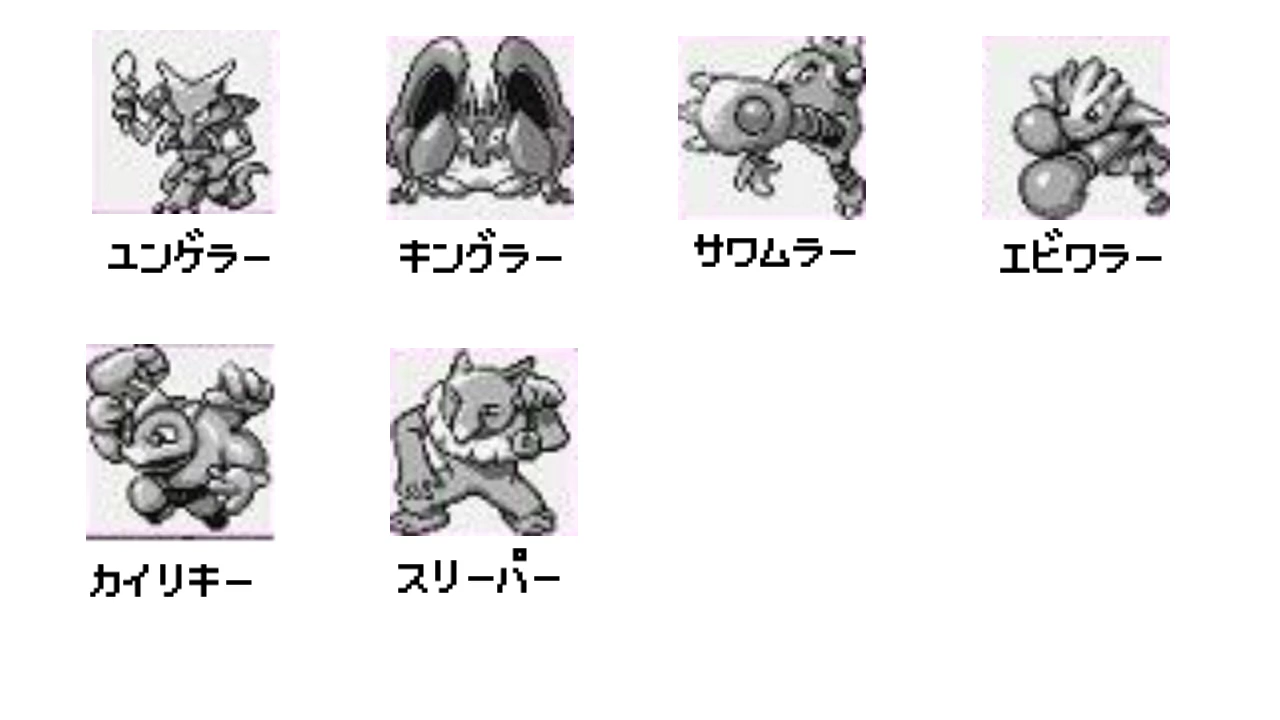 ユンゲラー
キングラー
サワムラー
エビワラー
カイリキー
スリーパー